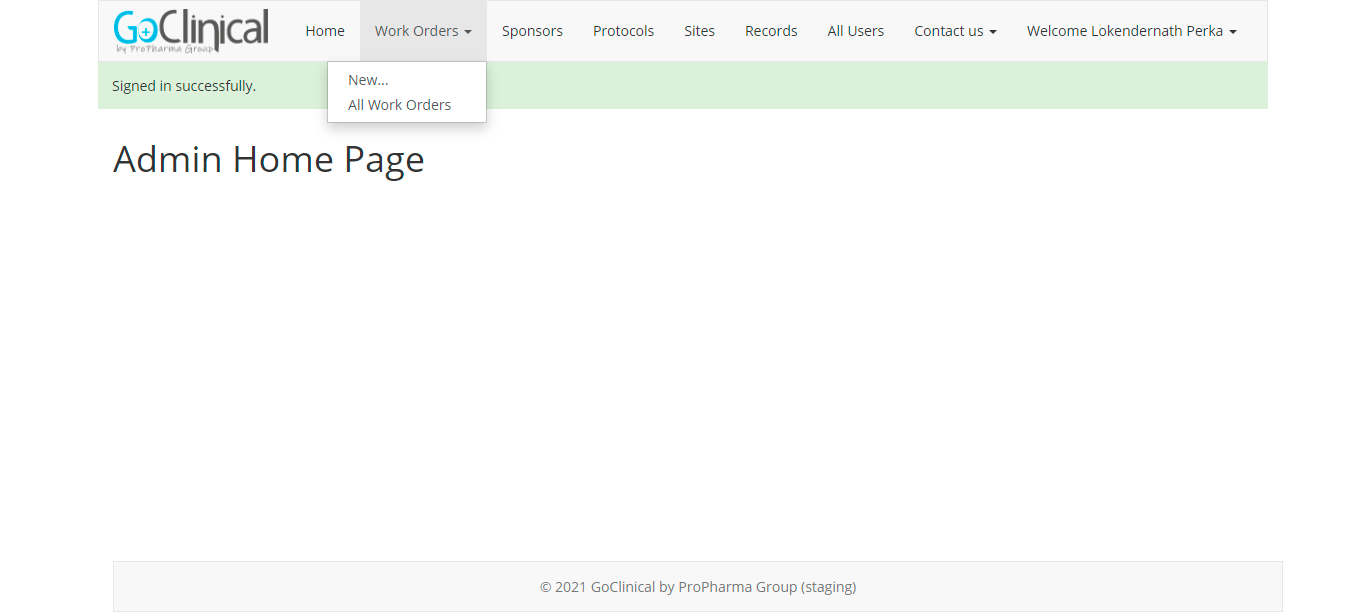 GoClinical
by ProPharma Group
Home Work Orders Sponsors Protocols Sites Records All Users Contact us Welcome Lokendernath Perka
New...
All Work Orders
Signed in successfully.
Admin Home Page
© 2021 GoClinical by ProPharma Group (staging)